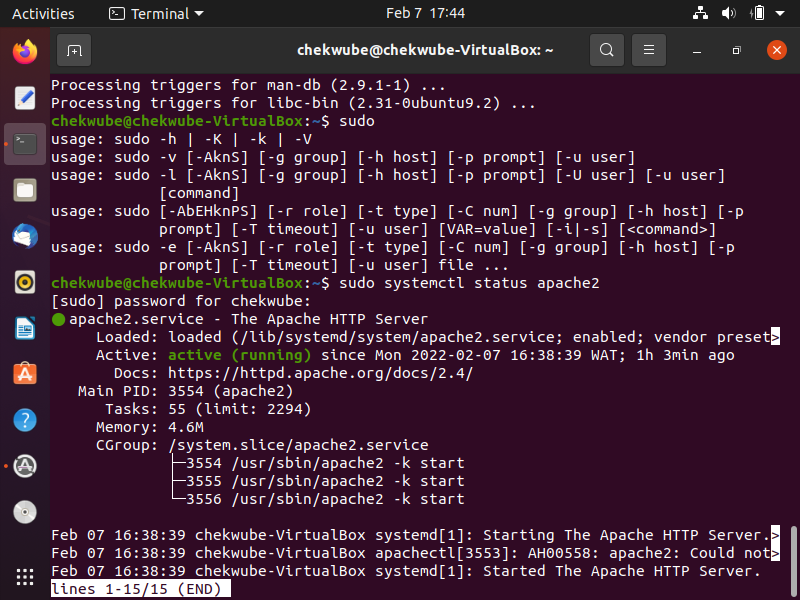 Activities Terminal Feb 7 17:44
chekwube@chekwube-VirtualBox: ~
Processing triggers for man-db (2.9.1-1) ...
Processing triggers for libc-bin (2.31-0ubuntu9.2) ...
chekwube@chekwube-VirtualBox:~$ sudo
usage: sudo -h | -K | -k | -V
usage: sudo -v [-AknS] [-g group] [-h host] [-p prompt] [-u user]
usage: sudo -l [-AknS] [-g group] [-h host] [-p prompt] [-U user] [-u user]
[command]
usage: sudo [-AbEHknPS] [-r role] [-t type] [-C num] [-g group] [-h host] [-p
prompt] [-T timeout] [-u user] [VAR=value] [-i|-s] [<command>]
usage: sudo -e [-AknS] [-r role] [-t type] [-C num] [-g group] [-h host] [-p
prompt] [-T timeout] [-u user] file ...
chekwube@chekwube-VirtualBox:~$ sudo systemctl status apache2
[sudo] password for chekwube:
● apache2.service - The Apache HTTP Server
Loaded: loaded (/lib/systemd/system/apache2.service; enabled; vendor preset>
Active: active (running) since Mon 2022-02-07 16:38:39 WAT; 1h 3min ago
Docs: https://httpd.apache.org/docs/2.4/
Main PID: 3554 (apache2)
Tasks: 55 (limit: 2294)
Memory: 4.6M
CGroup: /system.slice/apache2.service
├─3554 /usr/sbin/apache2 -k start
├─3555 /usr/sbin/apache2 -k start
└─3556 /usr/sbin/apache2 -k start
Feb 07 16:38:39 chekwube-VirtualBox systemd[1]: Starting The Apache HTTP Server.>
Feb 07 16:38:39 chekwube-VirtualBox apachectl[3553]: AH00558: apache2: Could not>
Feb 07 16:38:39 chekwube-VirtualBox systemd[1]: Started The Apache HTTP Server.
lines 1-15/15 (END)